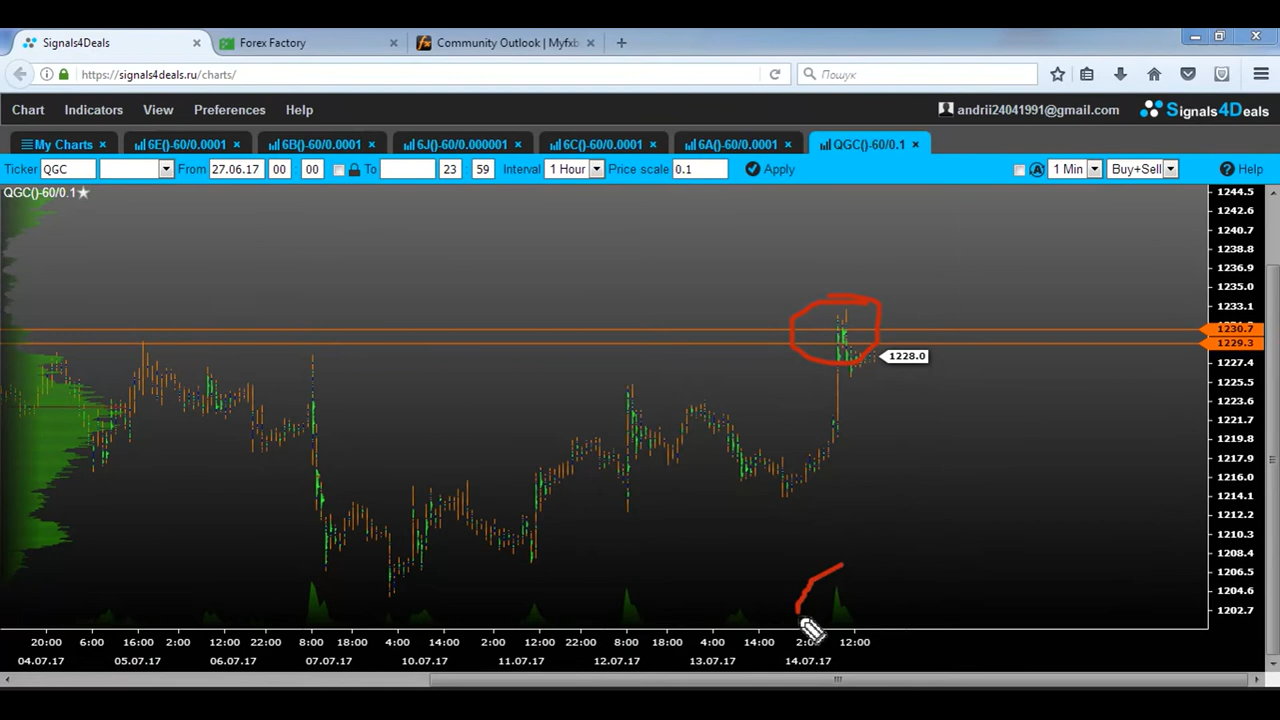 Signals4Deals
Forex Factory
Community Outlook | Myfxb
https://signals4deals.ru/charts/
Пошук
Chart Indicators View Preferences Help
andrii24041991@gmail.com
Signals4Deals
My Charts
6E()-60/0.0001
6B()-60/0.0001
6J()-60/0.000001
6C()-60/0.0001
6A()-60/0.0001
QGC()-60/0.1
Ticker QGC From 27.06.17 00 00 To 23 : 59 Interval 1 Hour Price scale 0.1 Apply 1 Min Buy+Sell Help
QGC()-60/0.1
1244.5
1242.6
1240.7
1238.8
1236.9
1235.0
1233.1
1230.7
1229.3
1228.0
1227.4
1225.5
1223.6
1221.7
1219.8
1217.9
1216.0
1214.1
1212.2
1210.3
1208.4
1206.5
1204.6
1202.7
20:00 6:00 16:00 2:00 12:00 22:00 8:00 18:00 4:00 14:00 2:00 12:00 22:00 8:00 18:00 4:00 14:00 2:00 12:00
04.07.17 05.07.17 06.07.17 07.07.17 10.07.17 11.07.17 12.07.17 13.07.17 14.07.17